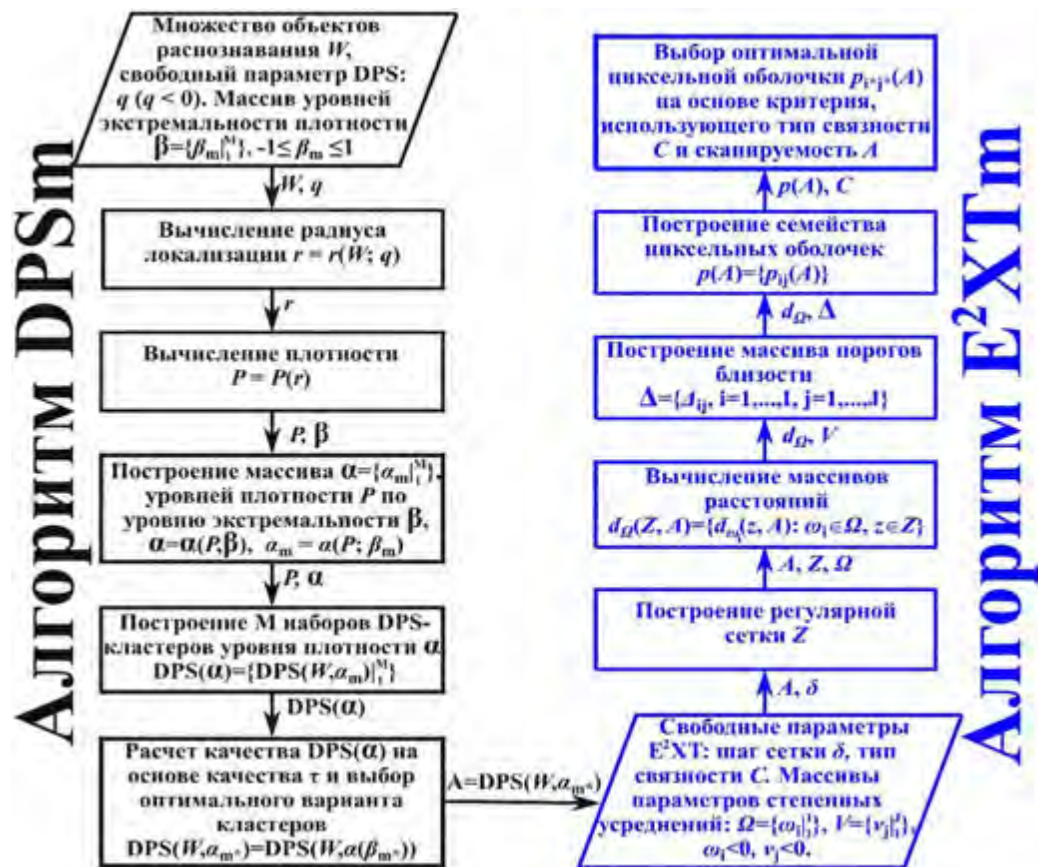 Алгоритм DPSm
Множество объектов
распознавания W,
свободный параметр DPS:
q (q < 0). Массив уровней
экстремальности плотности
β={βₘ|₁ᴹ}, -1≤ βₘ ≤1
W, q
Вычисление радиуса
локализации r = r(W; q)
r
Вычисление плотности
P = P(r)
P, β
Построение массива α={αₘ|₁ᴹ},
уровней плотности P по
уровню экстремальности β,
α=α(P,β), αₘ = α(P; βₘ)
P, α
Построение M наборов DPS-
кластеров уровня плотности α
DPS(α)={DPS(W,αₘ)|₁ᴹ}
DPS(α)
Расчет качества DPS(α) на
основе качества τ и выбор
оптимального варианта
кластеров
DPS(W,αₘ*)=DPS(W,α(βₘ*))
A=DPS(W,αₘ*)
Свободные параметры
E²XT: шаг сетки δ, тип
связности C. Массивы
параметров степенных
усреднений: Ω={ωᵢ|₁ᴵ}, V={vⱼ|₁ᴶ},
ωᵢ<0, vⱼ<0.
A, δ
Построение регулярной
сетки Z
A, Z, Ω
Вычисление массивов
расстояний
d_Ω(Z, A)={d_ωᵢ(z, A): ωᵢ∈Ω, z∈Z}
d_Ω, V
Построение массива порогов
близости
Δ={Δᵢⱼ, i=1,...,I, j=1,...,J}
d_Ω, Δ
Построение семейства
циксельных оболочек
p(A)={pᵢⱼ(A)}
p(A), C
Выбор оптимальной
циксельной оболочки pᵢ*ⱼ*(A)
на основе критерия,
использующего тип связности
C и сканируемость A
Алгоритм E²XTm